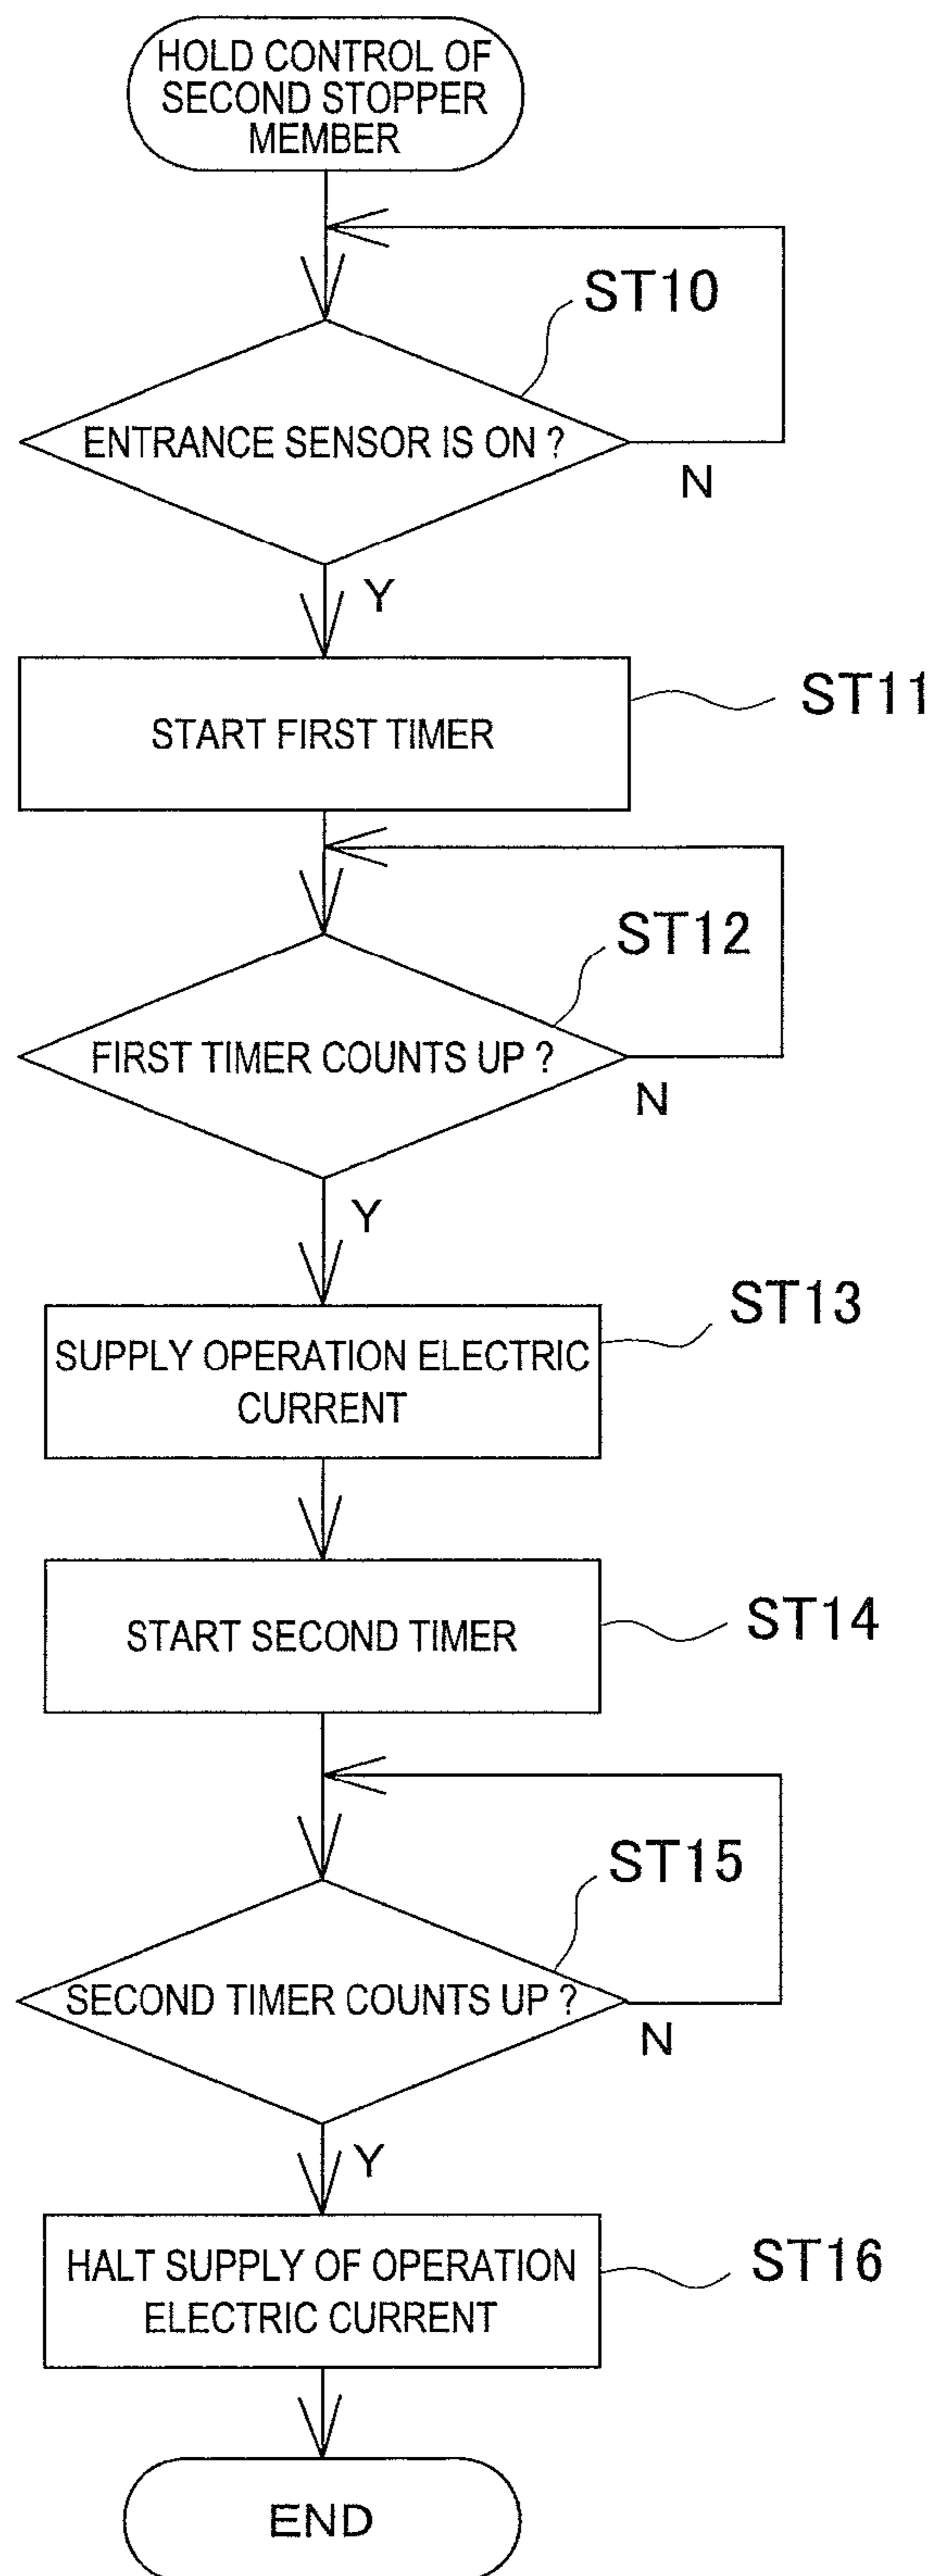 HOLD CONTROL OF
SECOND STOPPER
MEMBER
ST10
ENTRANCE SENSOR IS ON ?
N
Y
ST11
START FIRST TIMER
ST12
FIRST TIMER COUNTS UP ?
N
Y
ST13
SUPPLY OPERATION ELECTRIC
CURRENT
START SECOND TIMER
ST14
ST15
SECOND TIMER COUNTS UP ?
N
Y
ST16
HALT SUPPLY OF OPERATION
ELECTRIC CURRENT
END